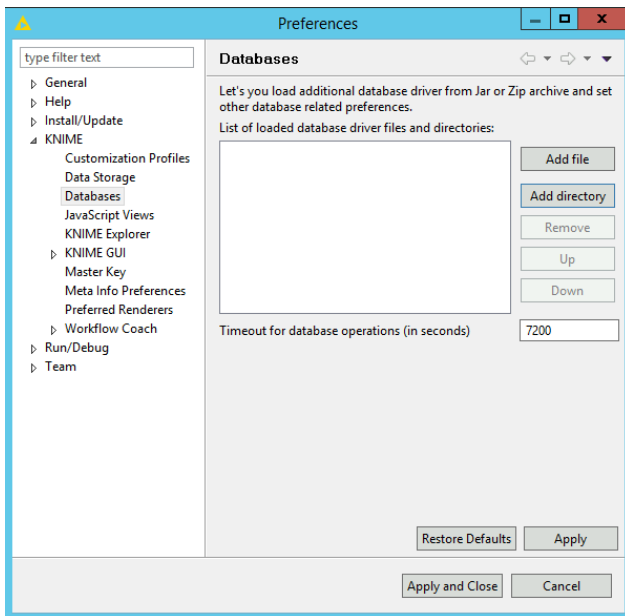 Preferences
type filter text
General
Help
Install/Update
KNIME
Customization Profiles
Data Storage
Databases
JavaScript Views
KNIME Explorer
KNIME GUI
Master Key
Meta Info Preferences
Preferred Renderers
Workflow Coach
Run/Debug
Team
Databases
Let's you load additional database driver from Jar or Zip archive and set
other database related preferences.
List of loaded database driver files and directories:
Add file
Add directory
Remove
Up
Down
Timeout for database operations (in seconds) 7200
Restore Defaults Apply
Apply and Close Cancel